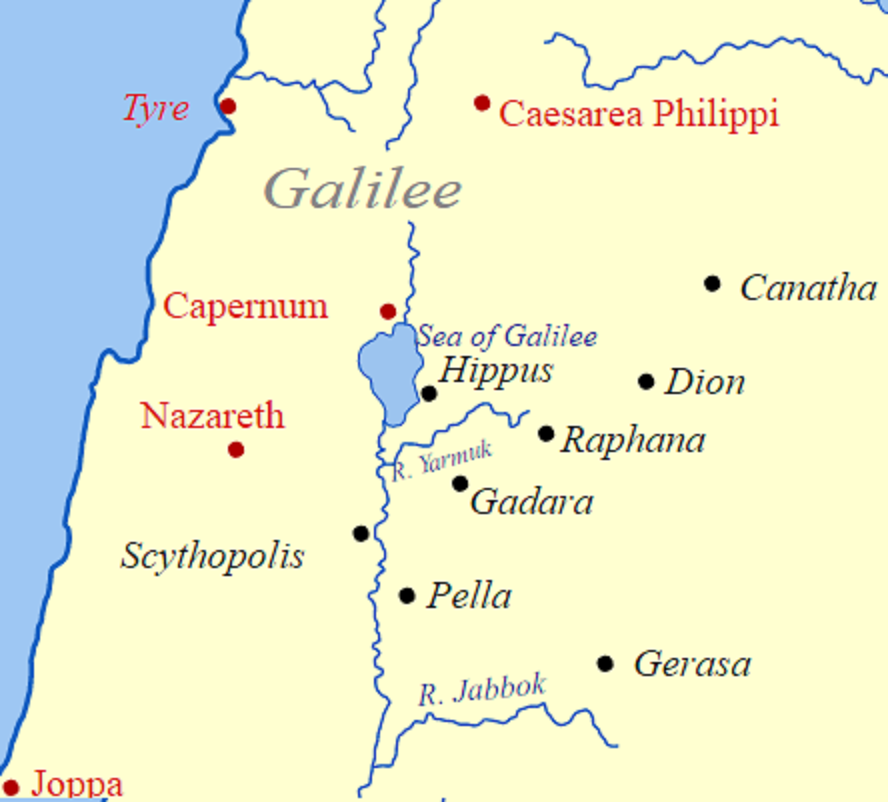 Tyre
Caesarea Philippi
Galilee
Canatha
Capernum
Sea of Galilee
Hippus
Dion
Nazareth
Raphana
R. Yarmuk
Gadara
Scythopolis
Pella
Gerasa
R. Jabbok
Joppa